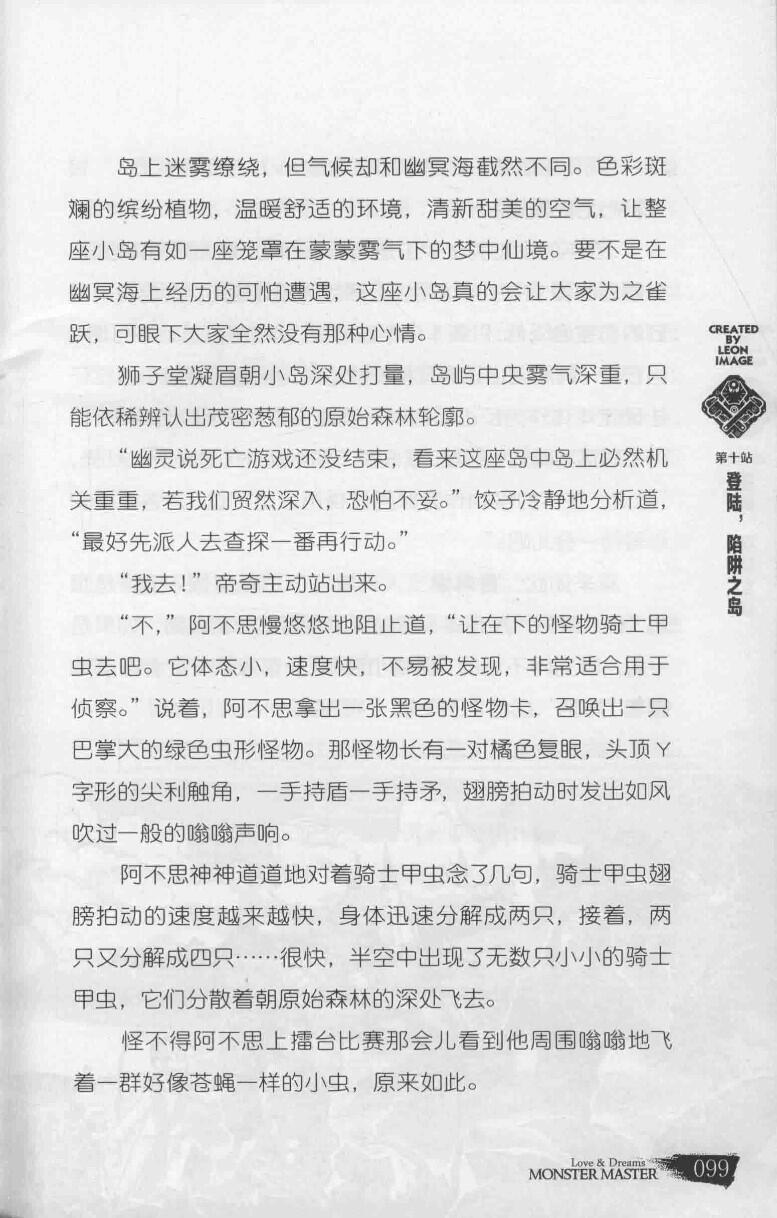 岛上迷雾缭绕，但气候却和幽冥海截然不同。色彩斑
斓的缤纷植物，温暖舒适的环境，清新甜美的空气，让整
座小岛有如一座笼罩在蒙蒙雾气下的梦中仙境。要不是在
幽冥海上经历的可怕遭遇，这座小岛真的会让大家为之雀
跃，可眼下大家全然没有那种心情。
狮子堂凝眉朝小岛深处打量，岛屿中央雾气深重，只
能依稀辨认出茂密葱郁的原始森林轮廓。
“幽灵说死亡游戏还没结束，看来这座岛中岛上必然机
关重重，若我们贸然深入，恐怕不妥。”饺子冷静地分析道，
“最好先派人去查探一番再行动。”
“我去！”帝奇主动站出来。
“不，”阿不思慢悠悠地阻止道，“让在下的怪物骑士甲
虫去吧。它体态小，速度快，不易被发现，非常适合用于
侦察。”说着，阿不思拿出一张黑色的怪物卡，召唤出一只
巴掌大的绿色虫形怪物。那怪物长有一对橘色复眼，头顶Y
字形的尖利触角，一手持盾一手持矛，翅膀拍动时发出如风
吹过一般的嗡嗡声响。
阿不思神神道道地对着骑士甲虫念了几句，骑士甲虫翅
膀拍动的速度越来越快，身体迅速分解成两只，接着，两
只又分解成四只……很快，半空中出现了无数只小小的骑士
甲虫，它们分散着朝原始森林的深处飞去。
怪不得阿不思上擂台比赛那会儿看到他周围嗡嗡地飞
着一群好像苍蝇一样的小虫，原来如此。
CREATED
BY
LEON
IMAGE
第十站
登陆，陷阱之岛
Love & Dreams
MONSTER MASTER
099